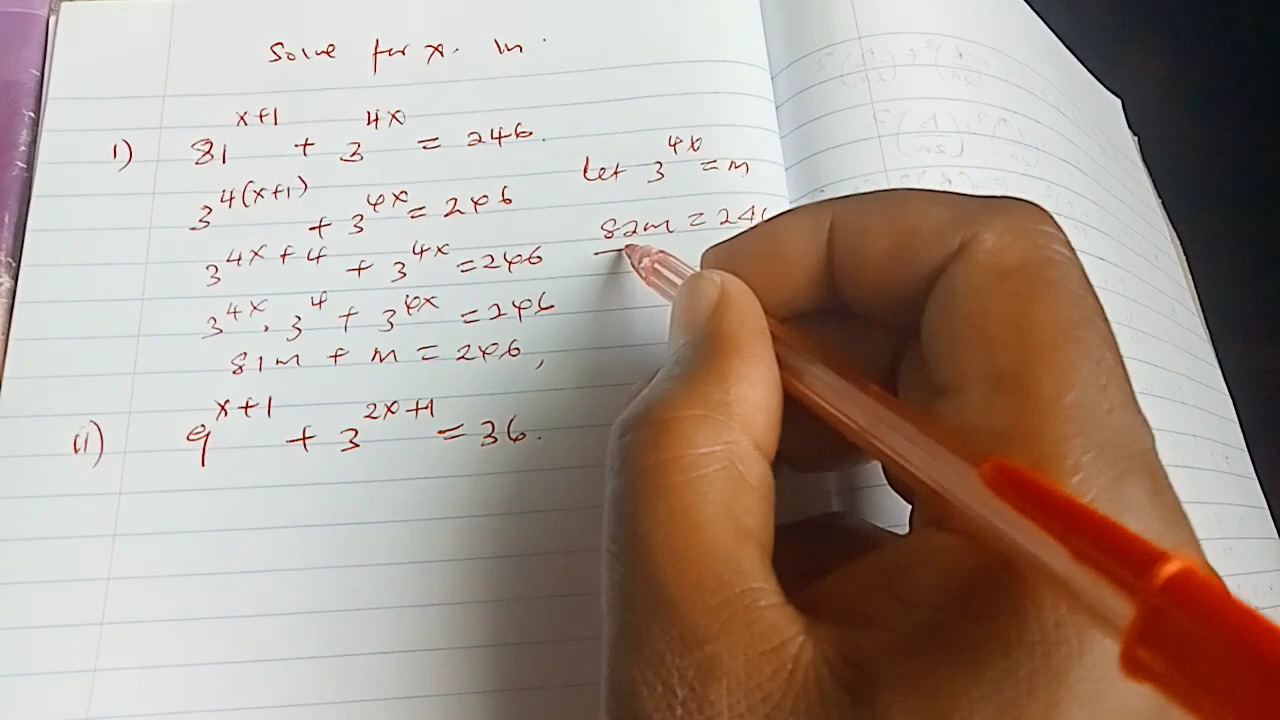 Solve for x. in
1) 81^(x+1) + 3^(4x) = 246.
3^(4(x+1)) + 3^(4x) = 246
3^(4x+4) + 3^(4x) = 246
3^(4x) . 3^4 + 3^(4x) = 246
81m + m = 246,
Let 3^(4x) = m
82m = 24
(ii) 9^(x+1) + 3^(2x+1) = 36.